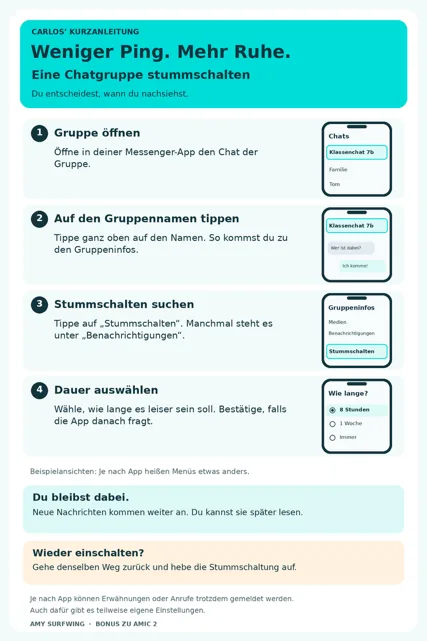 CARLOS' KURZANLEITUNG
Weniger Ping. Mehr Ruhe.
Eine Chatgruppe stummschalten
Du entscheidest, wann du nachsiehst.
1 Gruppe öffnen
Öffne in deiner Messenger-App den Chat der
Gruppe.
Chats
Klassenchat 7b
Familie
Tom
2 Auf den Gruppennamen tippen
Tippe ganz oben auf den Namen. So kommst du zu
den Gruppeninfos.
Klassenchat 7b
Wer ist dabei?
Ich komme!
3 Stummschalten suchen
Tippe auf „Stummschalten“. Manchmal steht es
unter „Benachrichtigungen“.
Gruppeninfos
Medien
Benachrichtigungen
Stummschalten
4 Dauer auswählen
Wähle, wie lange es leiser sein soll. Bestätige, falls
die App danach fragt.
Wie lange?
8 Stunden
1 Woche
Immer
Beispielansichten: Je nach App heißen Menüs etwas anders.
Du bleibst dabei.
Neue Nachrichten kommen weiter an. Du kannst sie später lesen.
Wieder einschalten?
Gehe denselben Weg zurück und hebe die Stummschaltung auf.
Je nach App können Erwähnungen oder Anrufe trotzdem gemeldet werden.
Auch dafür gibt es teilweise eigene Einstellungen.
AMY SURFWING • BONUS ZU AMIC 2